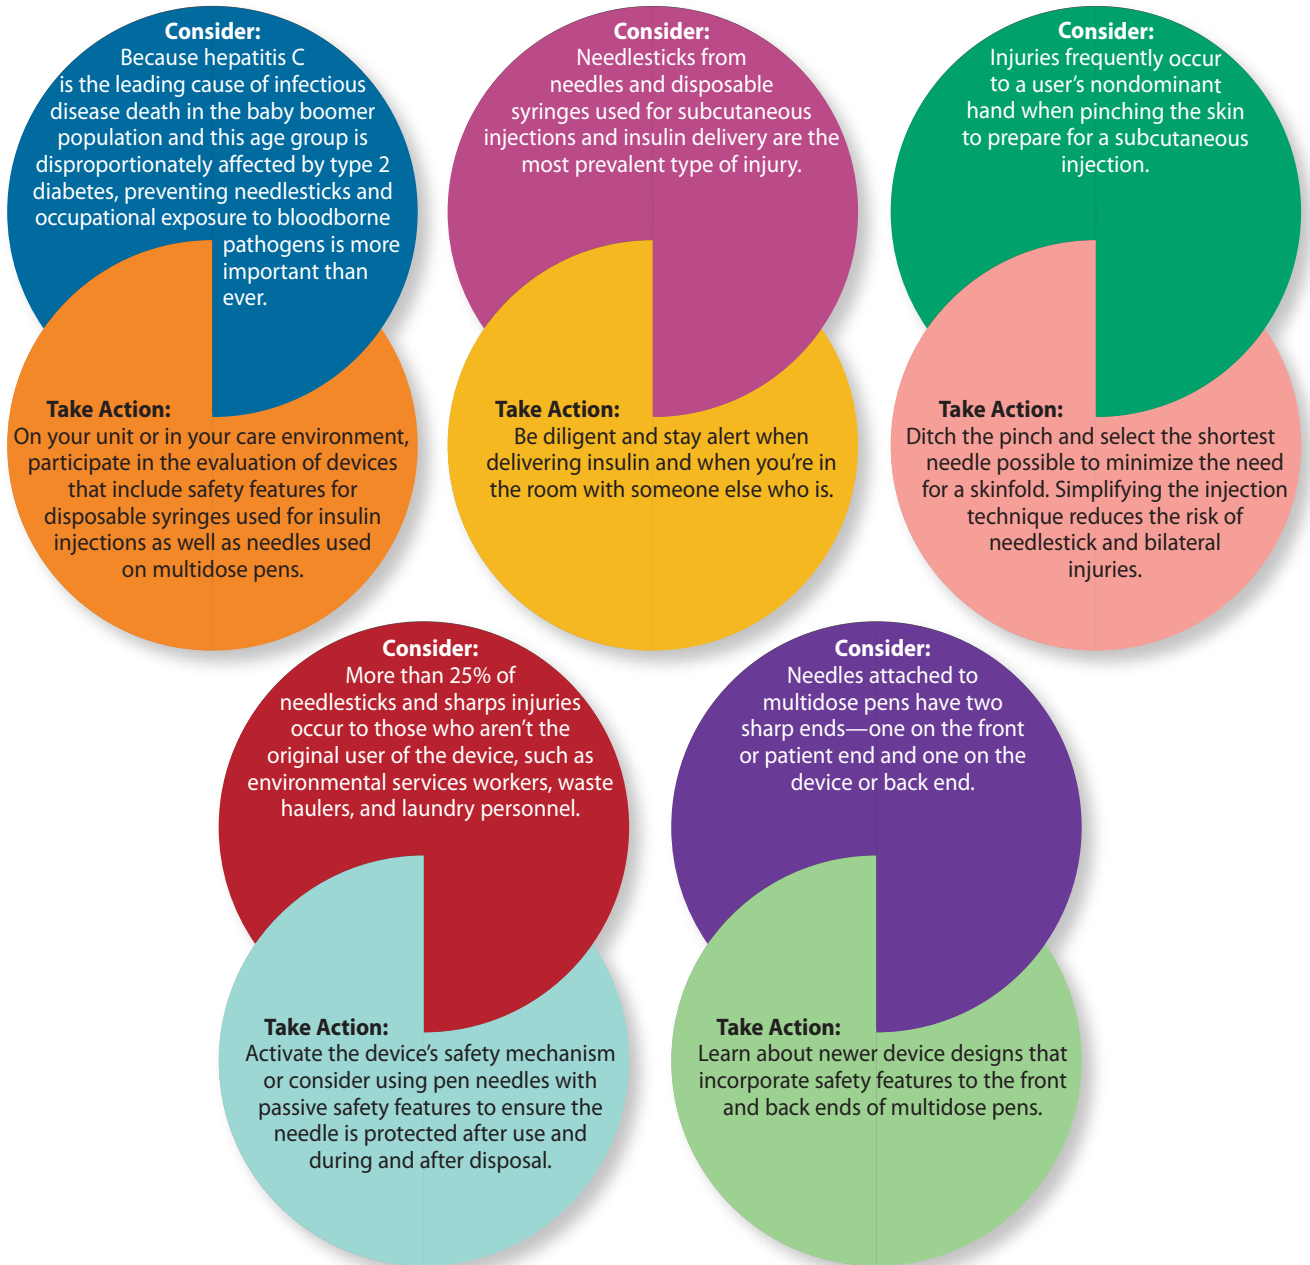 Consider:
Because hepatitis C
is the leading cause of infectious
disease death in the baby boomer
population and this age group is
disproportionately affected by type 2
diabetes, preventing needlesticks and
occupational exposure to bloodborne
pathogens is more
important than
ever.
Take Action:
On your unit or in your care environment,
participate in the evaluation of devices
that include safety features for
disposable syringes used for insulin
injections as well as needles used
on multidose pens.
Consider:
Needlesticks from
needles and disposable
syringes used for subcutaneous
injections and insulin delivery are the
most prevalent type of injury.
Take Action:
Be diligent and stay alert when
delivering insulin and when you're in
the room with someone else who is.
Consider:
Injuries frequently occur
to a user's nondominant
hand when pinching the skin
to prepare for a subcutaneous
injection.
Take Action:
Ditch the pinch and select the shortest
needle possible to minimize the need
for a skinfold. Simplifying the injection
technique reduces the risk of
needlestick and bilateral
injuries.
Consider:
More than 25% of
needlesticks and sharps injuries
occur to those who aren't the
original user of the device, such as
environmental services workers, waste
haulers, and laundry personnel.
Take Action:
Activate the device's safety mechanism
or consider using pen needles with
passive safety features to ensure the
needle is protected after use and
during and after disposal.
Consider:
Needles attached to
multidose pens have two
sharp ends—one on the front
or patient end and one on the
device or back end.
Take Action:
Learn about newer device designs that
incorporate safety features to the front
and back ends of multidose pens.